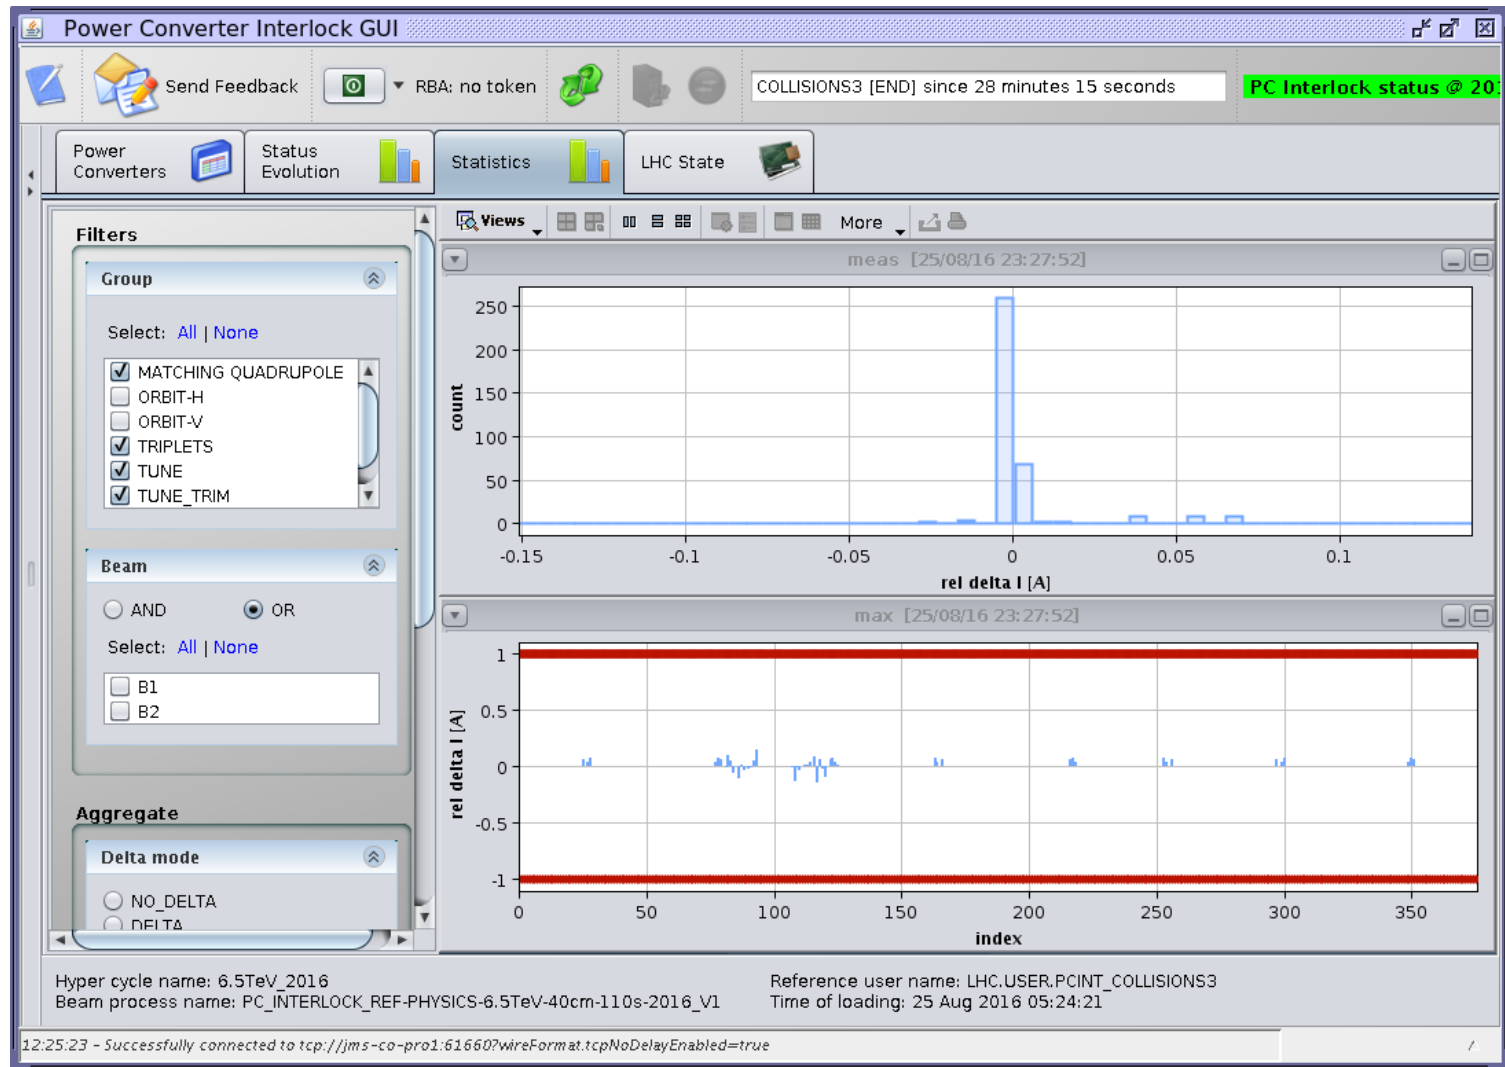 Power Converter Interlock GUI
Send Feedback
RBA: no token
COLLISIONS3 [END] since 28 minutes 15 seconds
PC Interlock status @ 20
Power Converters
Status Evolution
Statistics
LHC State
Filters
Group
Select: All | None
MATCHING QUADRUPOLE
ORBIT-H
ORBIT-V
TRIPLETS
TUNE
TUNE_TRIM
Beam
AND OR
Select: All | None
B1
B2
Aggregate
Delta mode
NO_DELTA
DELTA
Views
More
meas [25/08/16 23:27:52]
250
200
150
100
50
0
count
-0.15 -0.1 -0.05 0 0.05 0.1
rel delta I [A]
max [25/08/16 23:27:52]
1
0.5
0
-0.5
-1
rel delta I [A]
0 50 100 150 200 250 300 350
index
Hyper cycle name: 6.5TeV_2016
Beam process name: PC_INTERLOCK_REF-PHYSICS-6.5TeV-40cm-110s-2016_V1
Reference user name: LHC.USER.PCINT_COLLISIONS3
Time of loading: 25 Aug 2016 05:24:21
12:25:23 - Successfully connected to tcp://jms-co-pro1:61660?wireFormat.tcpNoDelayEnabled=true